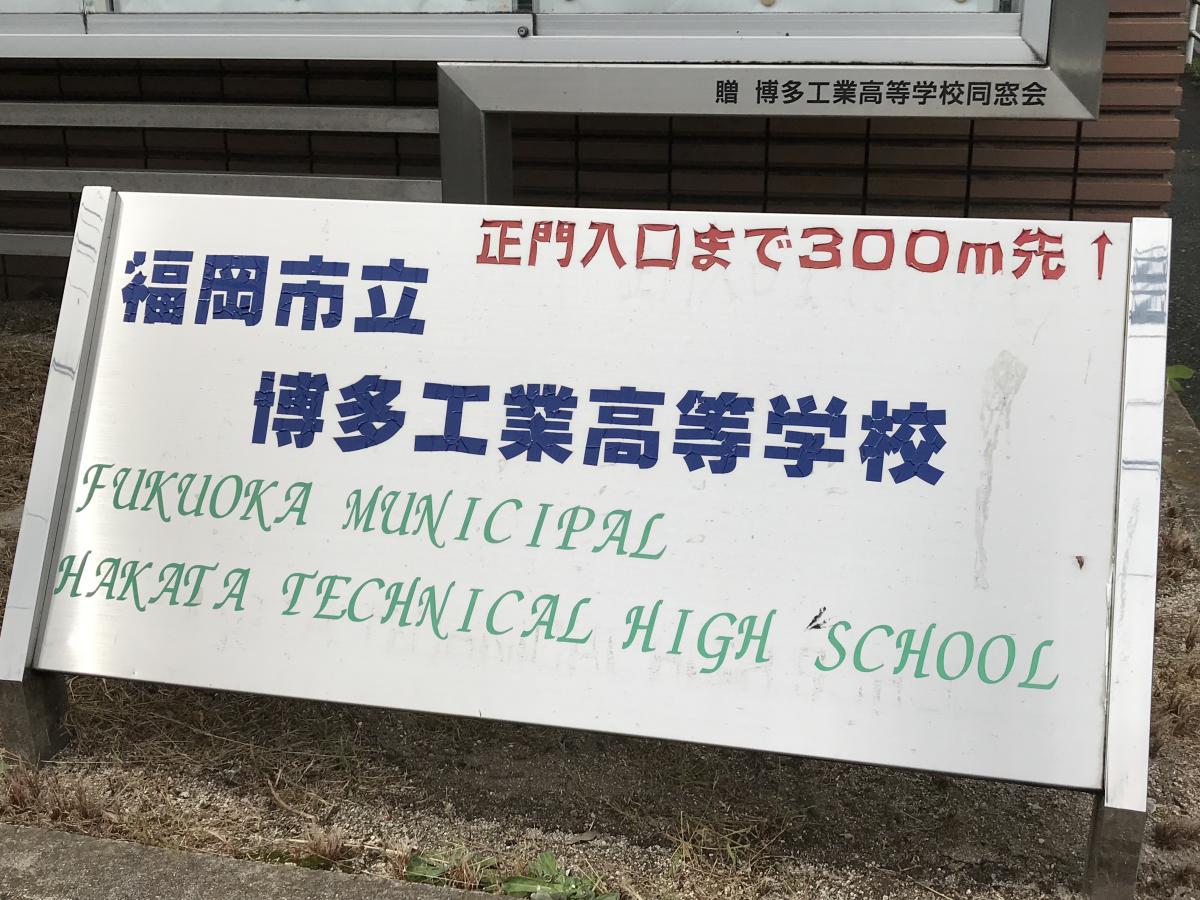 贈 博多工業高等学校同窓会
正門入口まで300m先↑
福岡市立
博多工業高等学校
FUKUOKA MUNICIPAL
HAKATA TECHNICAL HIGH SCHOOL